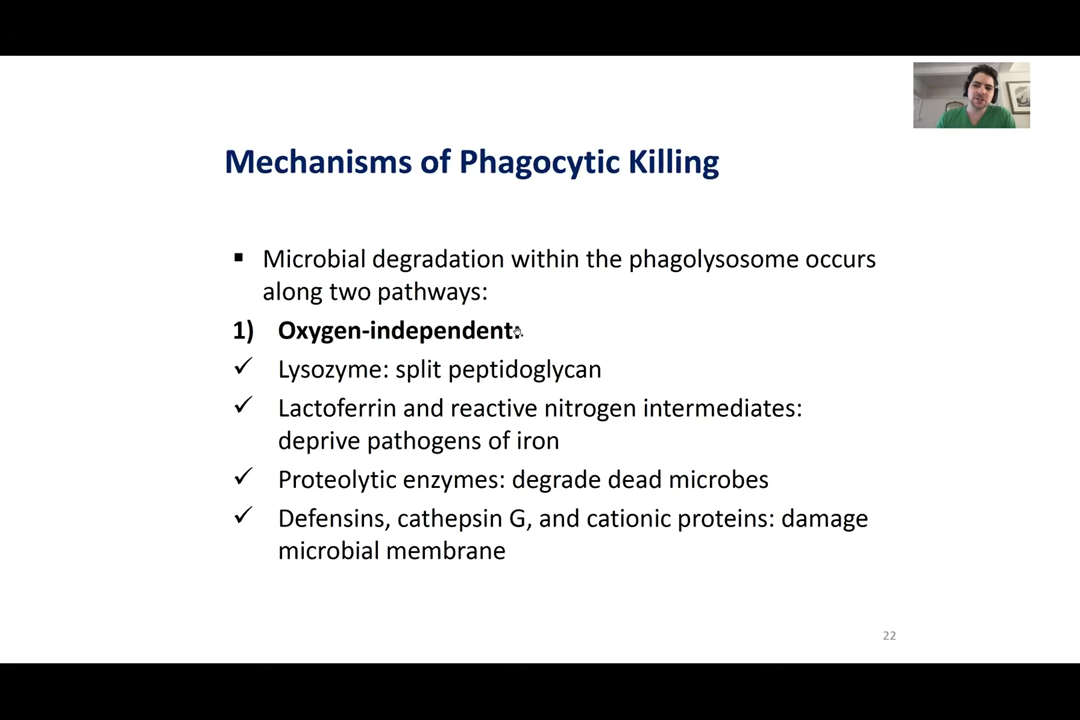 Mechanisms of Phagocytic Killing
▪ Microbial degradation within the phagolysosome occurs
along two pathways:
1) Oxygen-independent:
✓ Lysozyme: split peptidoglycan
✓ Lactoferrin and reactive nitrogen intermediates:
deprive pathogens of iron
✓ Proteolytic enzymes: degrade dead microbes
✓ Defensins, cathepsin G, and cationic proteins: damage
microbial membrane
22